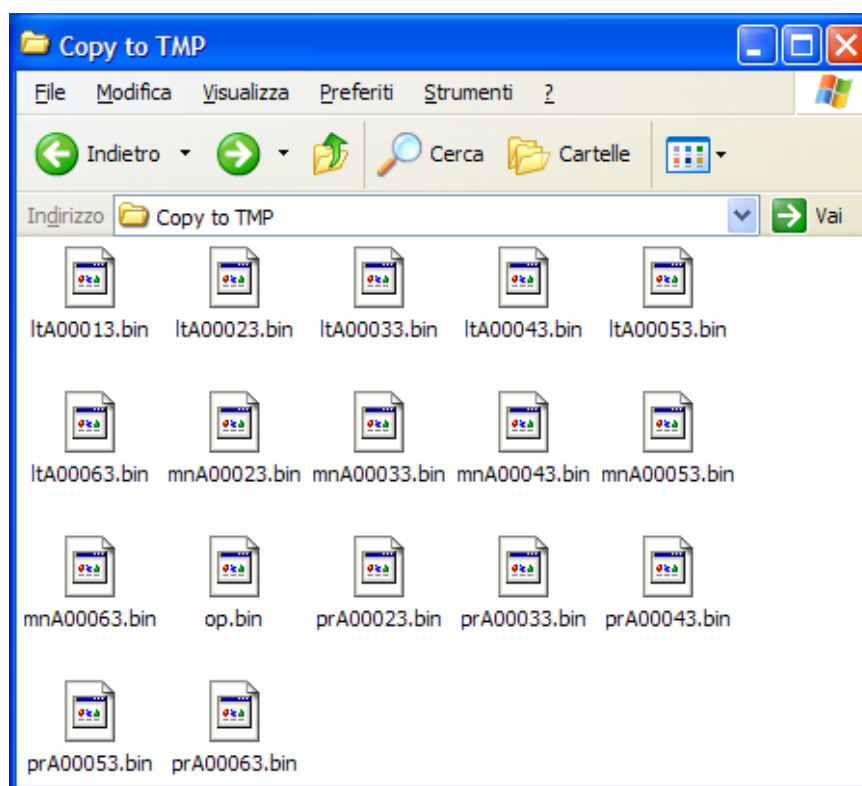 Copy to TMP
File Modifica Visualizza Preferiti Strumenti ?
Indietro Cerca Cartelle
Indirizzo Copy to TMP Vai
ltA00013.bin ltA00023.bin ltA00033.bin ltA00043.bin ltA00053.bin
ltA00063.bin mnA00023.bin mnA00033.bin mnA00043.bin mnA00053.bin
mnA00063.bin op.bin prA00023.bin prA00033.bin prA00043.bin
prA00053.bin prA00063.bin